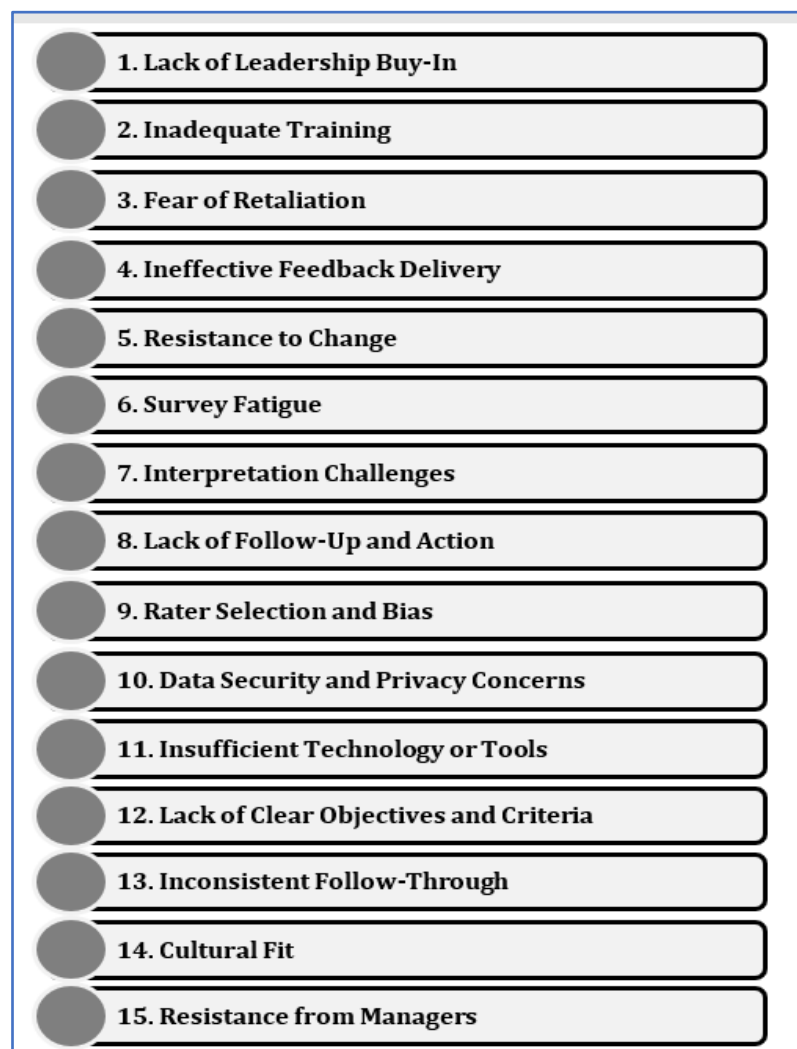 1. Lack of Leadership Buy-In
2. Inadequate Training
3. Fear of Retaliation
4. Ineffective Feedback Delivery
5. Resistance to Change
6. Survey Fatigue
7. Interpretation Challenges
8. Lack of Follow-Up and Action
9. Rater Selection and Bias
10. Data Security and Privacy Concerns
11. Insufficient Technology or Tools
12. Lack of Clear Objectives and Criteria
13. Inconsistent Follow-Through
14. Cultural Fit
15. Resistance from Managers